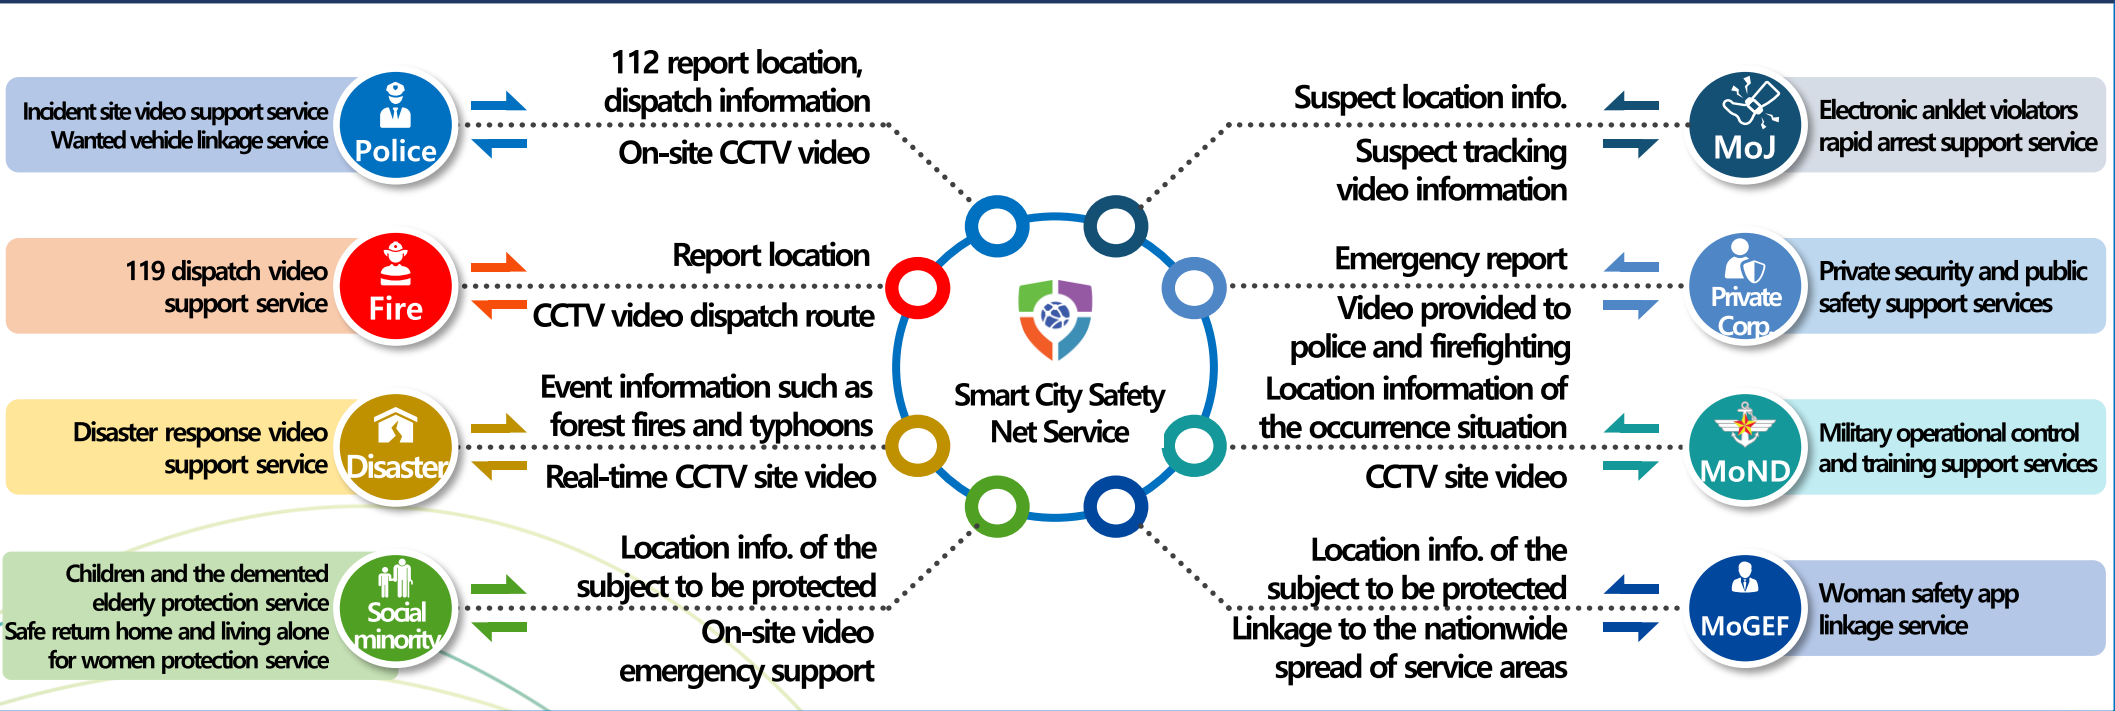 Incident site video support service
Wanted vehicle linkage service
Police
112 report location,
dispatch information
On-site CCTV video
119 dispatch video
support service
Fire
Report location
CCTV video dispatch route
Disaster response video
support service
Disaster
Event information such as
forest fires and typhoons
Real-time CCTV site video
Children and the demented
elderly protection service
Safe return home and living alone
for women protection service
Social
minority
Location info. of the
subject to be protected
On-site video
emergency support
Smart City Safety
Net Service
Suspect location info.
Suspect tracking
video information
MoJ
Electronic anklet violators
rapid arrest support service
Emergency report
Video provided to
police and firefighting
Private
Corp.
Private security and public
safety support services
Location information of
the occurrence situation
CCTV site video
MoND
Military operational control
and training support services
Location info. of the
subject to be protected
Linkage to the nationwide
spread of service areas
MoGEF
Woman safety app
linkage service